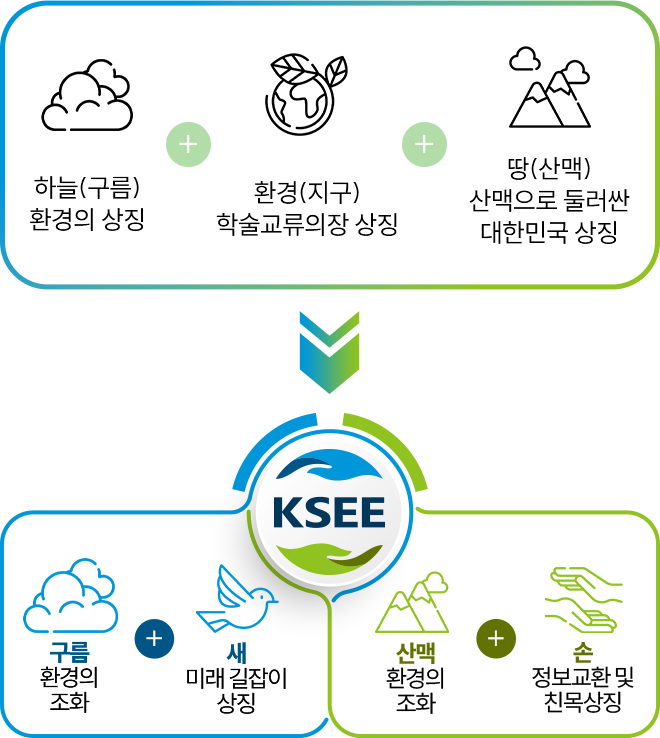 하늘(구름)
환경의 상징
+
환경(지구)
학술교류의장 상징
+
땅(산맥)
산맥으로 둘러싼
대한민국 상징
KSEE
구름
환경의
조화
+
새
미래 길잡이
상징
산맥
환경의
조화
+
손
정보교환 및
친목상징